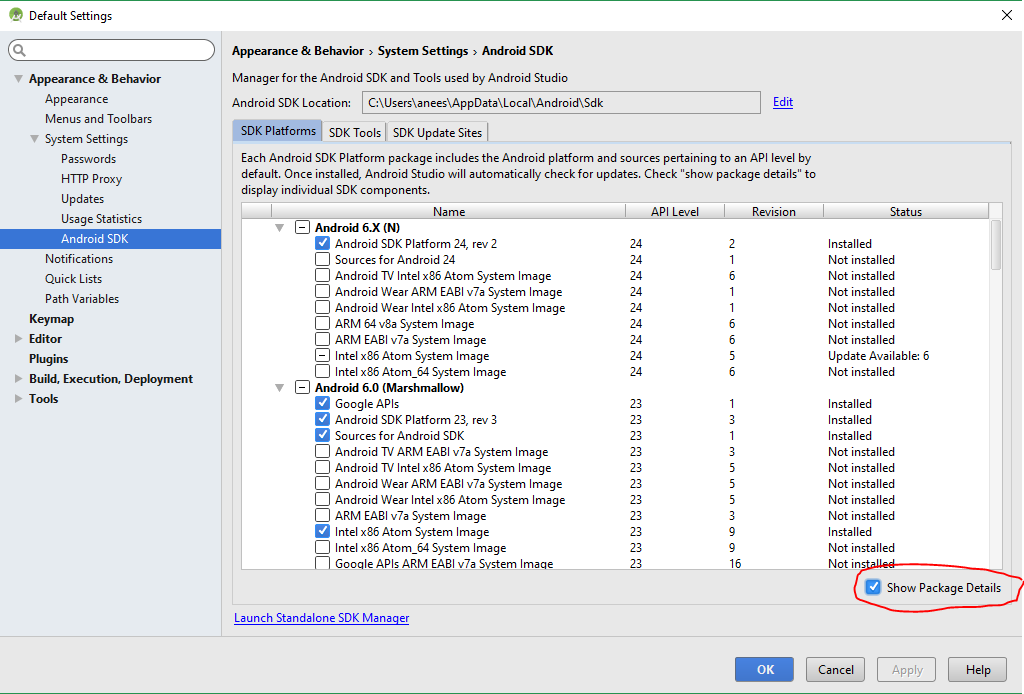 Default Settings
Appearance & Behavior
Appearance
Menus and Toolbars
System Settings
Passwords
HTTP Proxy
Updates
Usage Statistics
Android SDK
Notifications
Quick Lists
Path Variables
Keymap
Editor
Plugins
Build, Execution, Deployment
Tools
Appearance & Behavior › System Settings › Android SDK
Manager for the Android SDK and Tools used by Android Studio
Android SDK Location: C:\Users\anees\AppData\Local\Android\Sdk Edit
SDK Platforms SDK Tools SDK Update Sites
Each Android SDK Platform package includes the Android platform and sources pertaining to an API level by
default. Once installed, Android Studio will automatically check for updates. Check "show package details" to
display individual SDK components.
Name API Level Revision Status
Android 6.X (N)
Android SDK Platform 24, rev 2 24 2 Installed
Sources for Android 24 24 1 Not installed
Android TV Intel x86 Atom System Image 24 6 Not installed
Android Wear ARM EABI v7a System Image 24 1 Not installed
Android Wear Intel x86 Atom System Image 24 1 Not installed
ARM 64 v8a System Image 24 6 Not installed
ARM EABI v7a System Image 24 6 Not installed
Intel x86 Atom System Image 24 5 Update Available: 6
Intel x86 Atom_64 System Image 24 6 Not installed
Android 6.0 (Marshmallow)
Google APIs 23 1 Installed
Android SDK Platform 23, rev 3 23 3 Installed
Sources for Android SDK 23 1 Installed
Android TV ARM EABI v7a System Image 23 3 Not installed
Android TV Intel x86 Atom System Image 23 5 Not installed
Android Wear ARM EABI v7a System Image 23 5 Not installed
Android Wear Intel x86 Atom System Image 23 5 Not installed
ARM EABI v7a System Image 23 3 Not installed
Intel x86 Atom System Image 23 9 Installed
Intel x86 Atom_64 System Image 23 9 Not installed
Google APIs ARM EABI v7a System Image 23 16 Not installed
Show Package Details
Launch Standalone SDK Manager
OK Cancel Apply Help